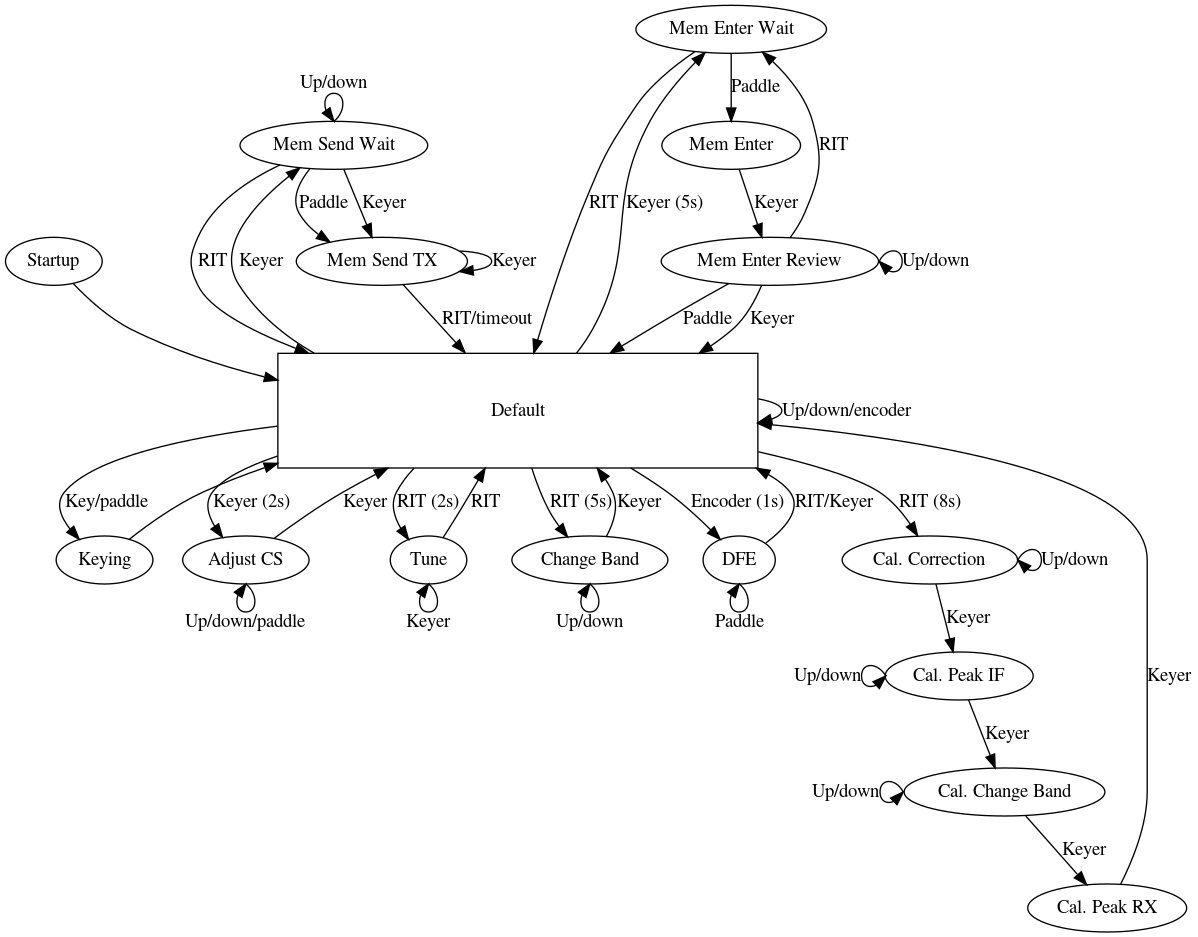 Mem Enter Wait
Up/down
Paddle
Mem Send Wait
Mem Enter
RIT
Paddle
Keyer
RIT
Keyer (5s)
Keyer
Startup
RIT
Keyer
Mem Send TX
Keyer
Mem Enter Review
Up/down
RIT/timeout
Paddle
Keyer
Default
Up/down/encoder
Key/paddle
Keyer (2s)
Keyer
RIT (2s)
RIT
RIT (5s)
Keyer
Encoder (1s)
RIT/Keyer
RIT (8s)
Keying
Adjust CS
Tune
Change Band
DFE
Cal. Correction
Up/down
Up/down/paddle
Keyer
Up/down
Paddle
Keyer
Up/down
Cal. Peak IF
Keyer
Keyer
Up/down
Cal. Change Band
Keyer
Cal. Peak RX